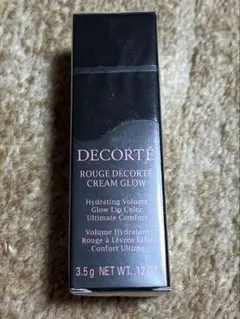 DECORTÉ
ROUGE DECORTÉ
CREAM GLOW
Hydrating Volume
Glow Lip Color
Ultimate Comfort
Volume Hydratant
Rouge à Lèvres Éclat
Confort Ultime
3.5 g NET WT. .12 OZ.